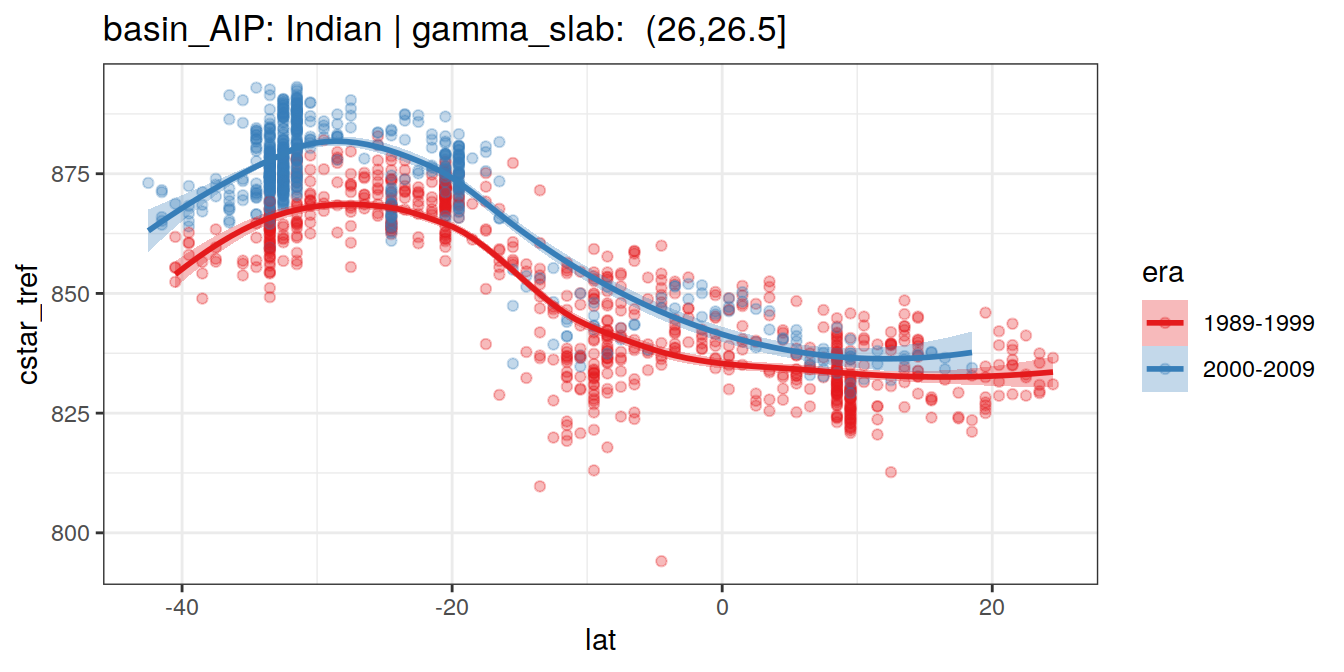 basin_AIP: Indian | gamma_slab:  (26,26.5]
cstar_tref
875
850
825
800
-40
-20
0
20
lat
era
1989-1999
2000-2009